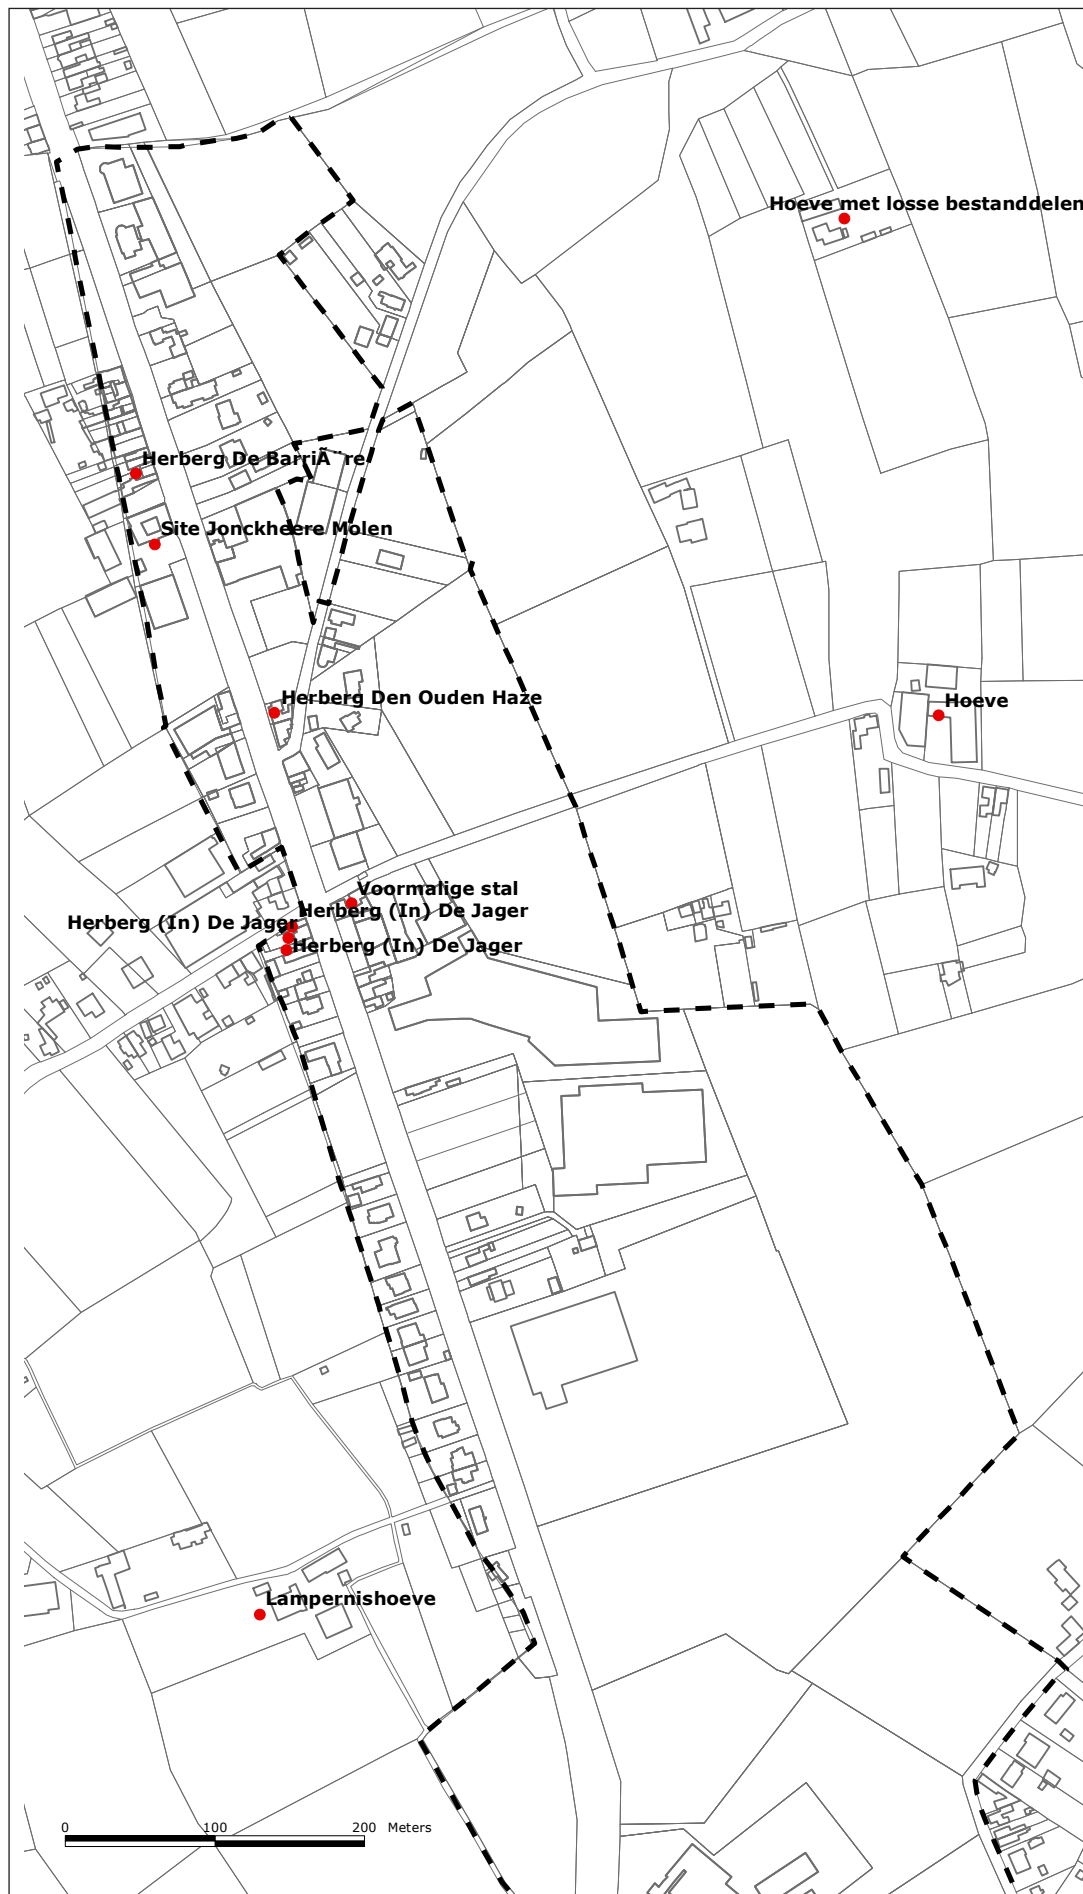 Hoeve met losse bestanddelen
Herberg De BarriÃ¨re
Site Jonckheere Molen
Herberg Den Ouden Haze
Hoeve
Voormalige stal
Herberg (In) De Jager
Herberg (In) De Jager
Herberg (In) De Jager
Lampernishoeve
0 100 200 Meters